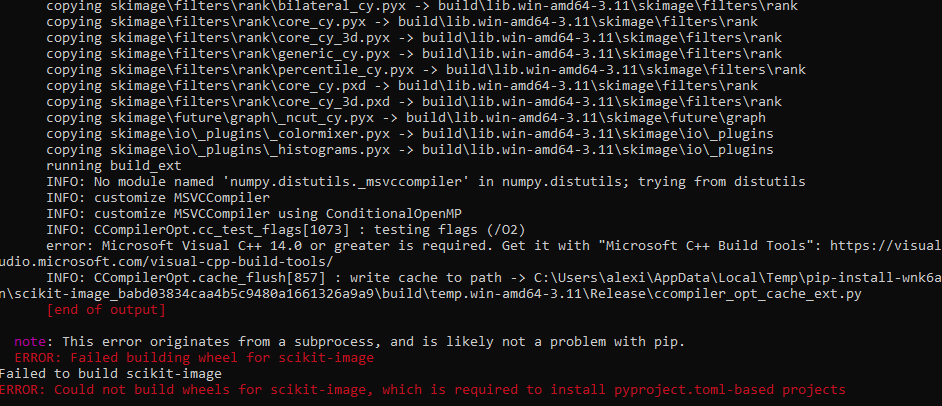 copying skimage\filters\rank\bilateral_cy.pyx -> build\lib.win-amd64-3.11\skimage\filters\rank
copying skimage\filters\rank\core_cy.pyx -> build\lib.win-amd64-3.11\skimage\filters\rank
copying skimage\filters\rank\core_cy_3d.pyx -> build\lib.win-amd64-3.11\skimage\filters\rank
copying skimage\filters\rank\generic_cy.pyx -> build\lib.win-amd64-3.11\skimage\filters\rank
copying skimage\filters\rank\percentile_cy.pyx -> build\lib.win-amd64-3.11\skimage\filters\rank
copying skimage\filters\rank\core_cy.pxd -> build\lib.win-amd64-3.11\skimage\filters\rank
copying skimage\filters\rank\core_cy_3d.pxd -> build\lib.win-amd64-3.11\skimage\filters\rank
copying skimage\future\graph\_ncut_cy.pyx -> build\lib.win-amd64-3.11\skimage\future\graph
copying skimage\io\_plugins\_colormixer.pyx -> build\lib.win-amd64-3.11\skimage\io\_plugins
copying skimage\io\_plugins\_histograms.pyx -> build\lib.win-amd64-3.11\skimage\io\_plugins
running build_ext
INFO: No module named 'numpy.distutils._msvccompiler' in numpy.distutils; trying from distutils
INFO: customize MSVCCompiler
INFO: customize MSVCCompiler using ConditionalOpenMP
INFO: CCompilerOpt.cc_test_flags[1073] : testing flags (/O2)
error: Microsoft Visual C++ 14.0 or greater is required. Get it with "Microsoft C++ Build Tools": https://visual
udio.microsoft.com/visual-cpp-build-tools/
INFO: CCompilerOpt.cache_flush[857] : write cache to path -> C:\Users\alexi\AppData\Local\Temp\pip-install-wnk6a
n\scikit-image_babd03834caa4b5c9480a1661326a9a9\build\temp.win-amd64-3.11\Release\ccompiler_opt_cache_ext.py
[end of output]
note: This error originates from a subprocess, and is likely not a problem with pip.
ERROR: Failed building wheel for scikit-image
Failed to build scikit-image
ERROR: Could not build wheels for scikit-image, which is required to install pyproject.toml-based projects